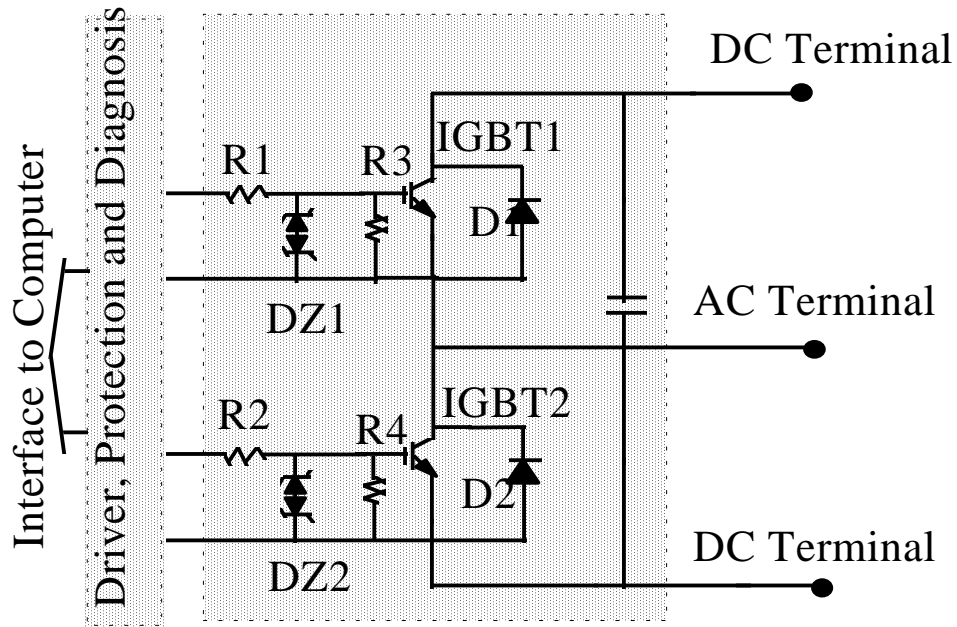 Interface to Computer
Driver, Protection and Diagnosis
DC Terminal
IGBT1
R1
R3
D1
DZ1
AC Terminal
IGBT2
R2
R4
D2
DC Terminal
DZ2